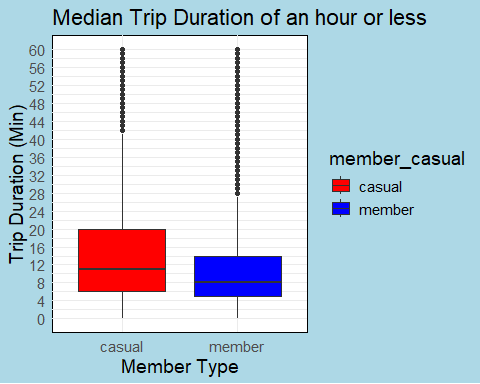 Median Trip Duration of an hour or less
Trip Duration (Min)
60
56
52
48
44
40
36
32
28
24
20
16
12
8
4
0
casual
member
Member Type
member_casual
casual
member